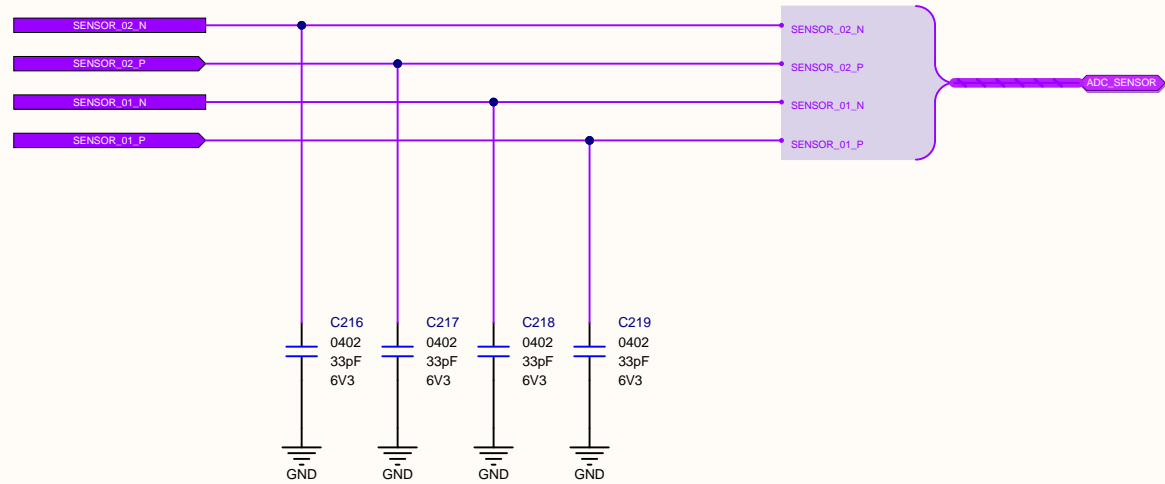 SENSOR_02_N
SENSOR_02_N
SENSOR_02_P
SENSOR_02_P
ADC_SENSOR
SENSOR_01_N
SENSOR_01_N
SENSOR_01_P
SENSOR_01_P
C216
0402
33pF
6V3
C217
0402
33pF
6V3
C218
0402
33pF
6V3
C219
0402
33pF
6V3
GND
GND
GND
GND